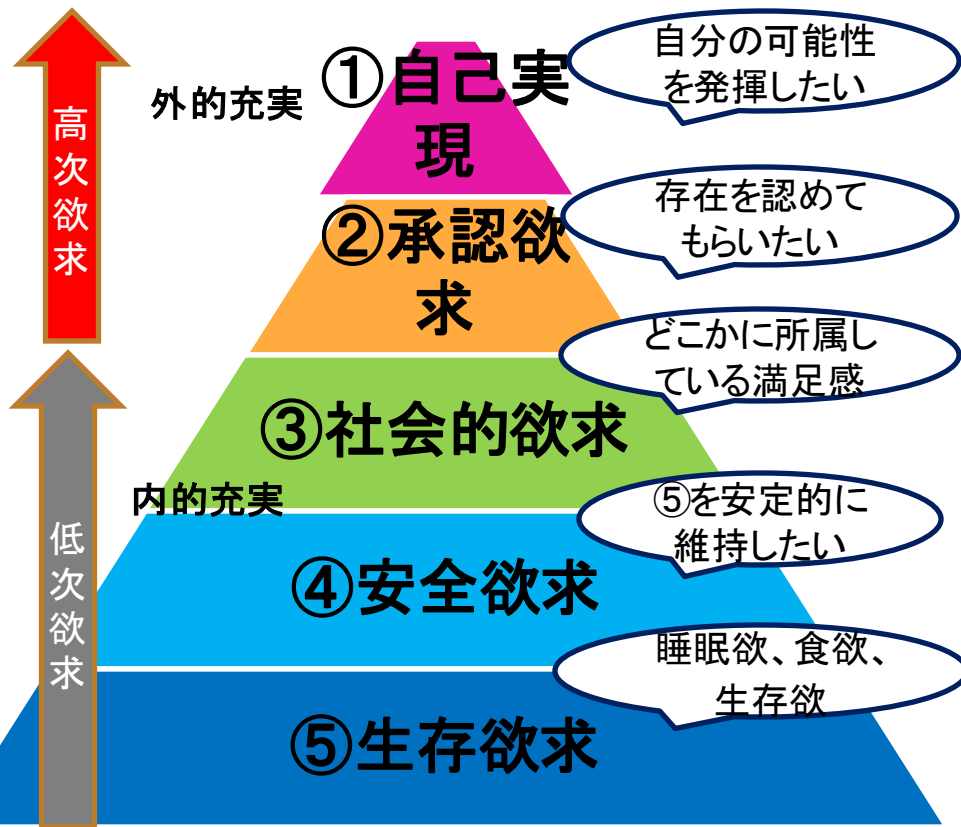 高次欲求
外的充実
①自己実
現
自分の可能性
を発揮したい
②承認欲
求
存在を認めて
もらいたい
どこかに所属し
ている満足感
③社会的欲求
内的充実
⑤を安定的に
維持したい
低次欲求
④安全欲求
睡眠欲、食欲、
生存欲
⑤生存欲求